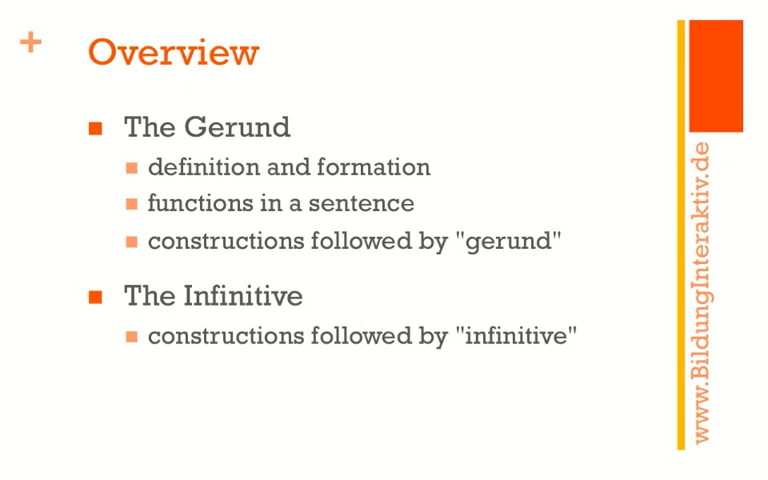 +
Overview
The Gerund
definition and formation
functions in a sentence
constructions followed by "gerund"
The Infinitive
constructions followed by "infinitive"
www.BildungInteraktiv.de